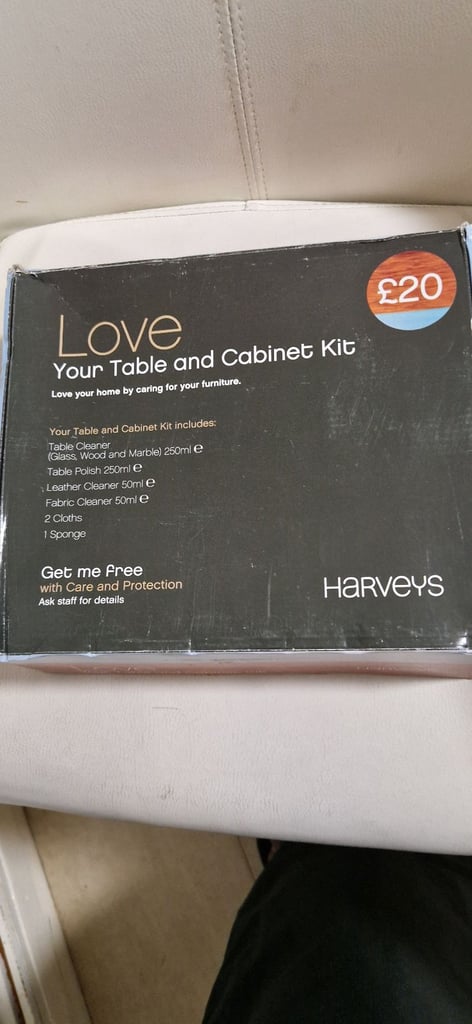 £20
Love
Your Table and Cabinet Kit
Love your home by caring for your furniture.
Your Table and Cabinet Kit includes:
Table Cleaner
(Glass, Wood and Marble) 250ml ℮
Table Polish 250ml ℮
Leather Cleaner 50ml ℮
Fabric Cleaner 50ml ℮
2 Cloths
1 Sponge
Get me free
with Care and Protection
Ask staff for details
HARVEYS